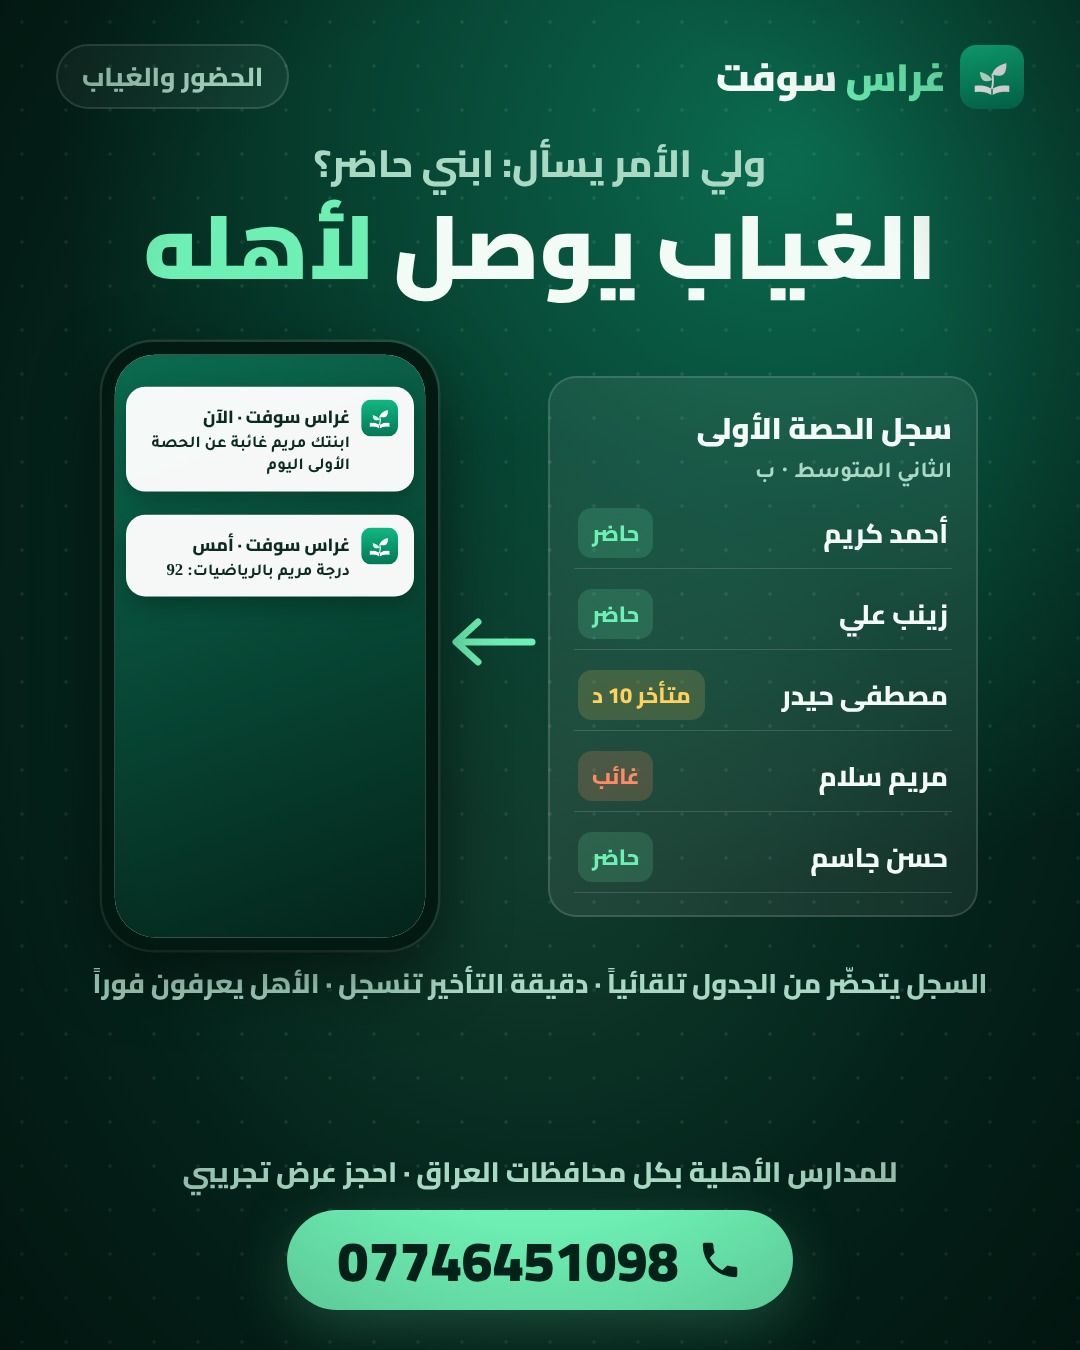 غراس سوفت
الحضور والغياب
ولي الأمر يسأل: ابني حاضر؟
الغياب يوصل لأهله
سجل الحصة الأولى
الثاني المتوسط · ب
أحمد كريم حاضر
زينب علي حاضر
مصطفى حيدر متأخر 10 د
مريم سلام غائب
حسن جاسم حاضر
غراس سوفت · الآن
ابنتك مريم غائبة عن الحصة
الأولى اليوم
غراس سوفت · أمس
درجة مريم بالرياضيات: 92
السجل يتحضّر من الجدول تلقائياً · دقيقة التأخير تنسجل · الأهل يعرفون فوراً
للمدارس الأهلية بكل محافظات العراق · احجز عرض تجريبي
07746451098